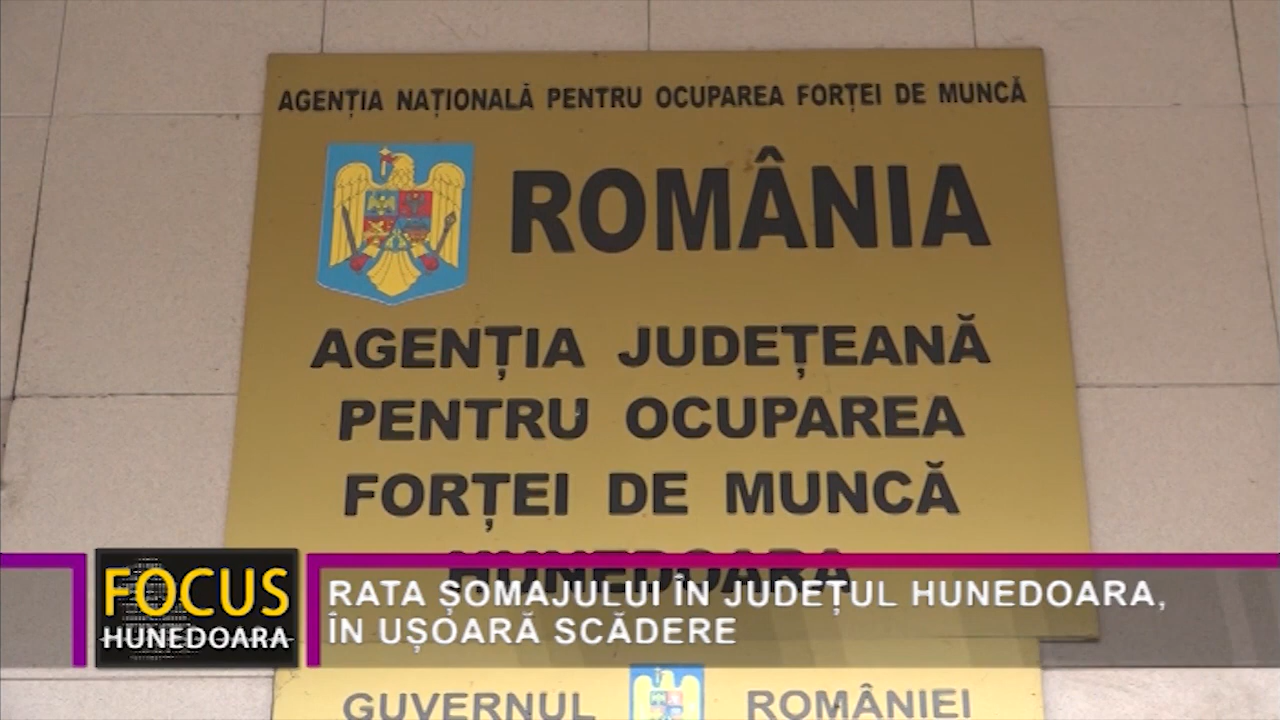 AGENȚIA NAȚIONALĂ PENTRU OCUPAREA FORȚEI DE MUNCĂ
ROMÂNIA
AGENȚIA JUDEȚEANĂ
PENTRU OCUPAREA
FORȚEI DE MUNCĂ
HUNEDOARA
FOCUS
HUNEDOARA
RATA ȘOMAJULUI ÎN JUDEȚUL HUNEDOARA,
ÎN UȘOARĂ SCĂDERE
GUVERNUL ROMÂNIEI